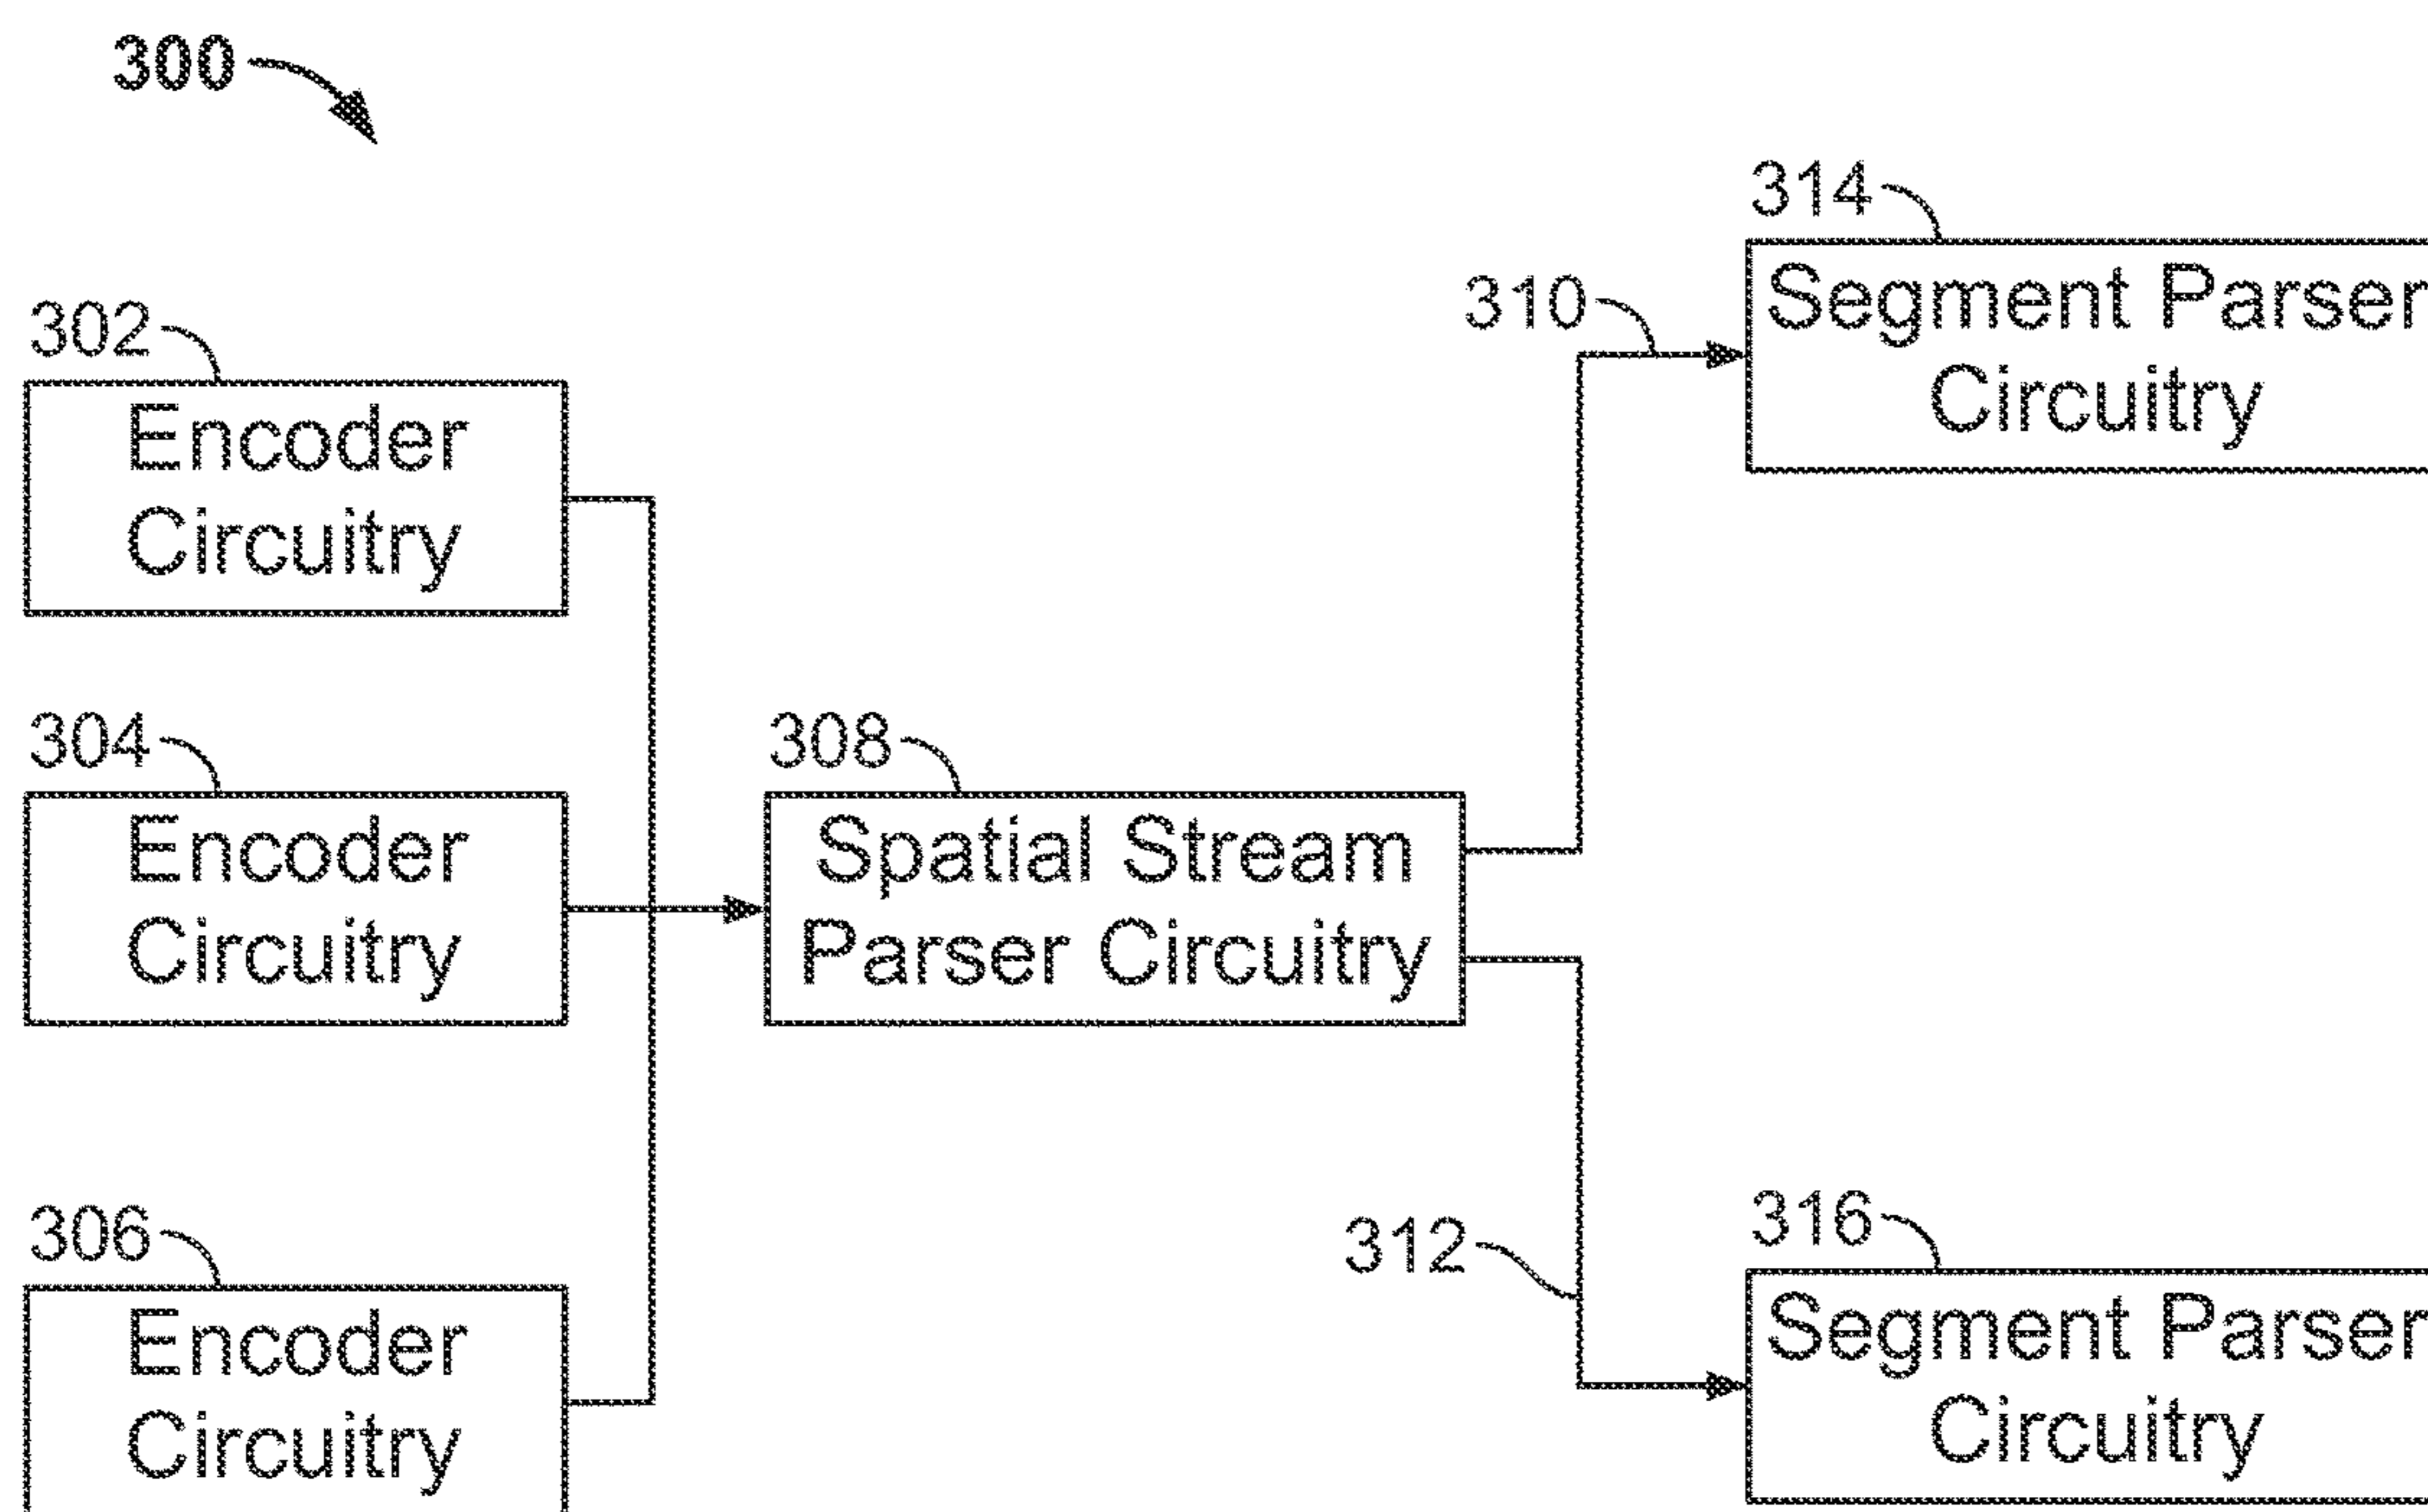 300
314
310
Segment Parser
Circuitry
302
Encoder
Circuitry
304
308
Encoder
Circuitry
Spatial Stream
Parser Circuitry
306
312
316
Encoder
Circuitry
Segment Parser
Circuitry